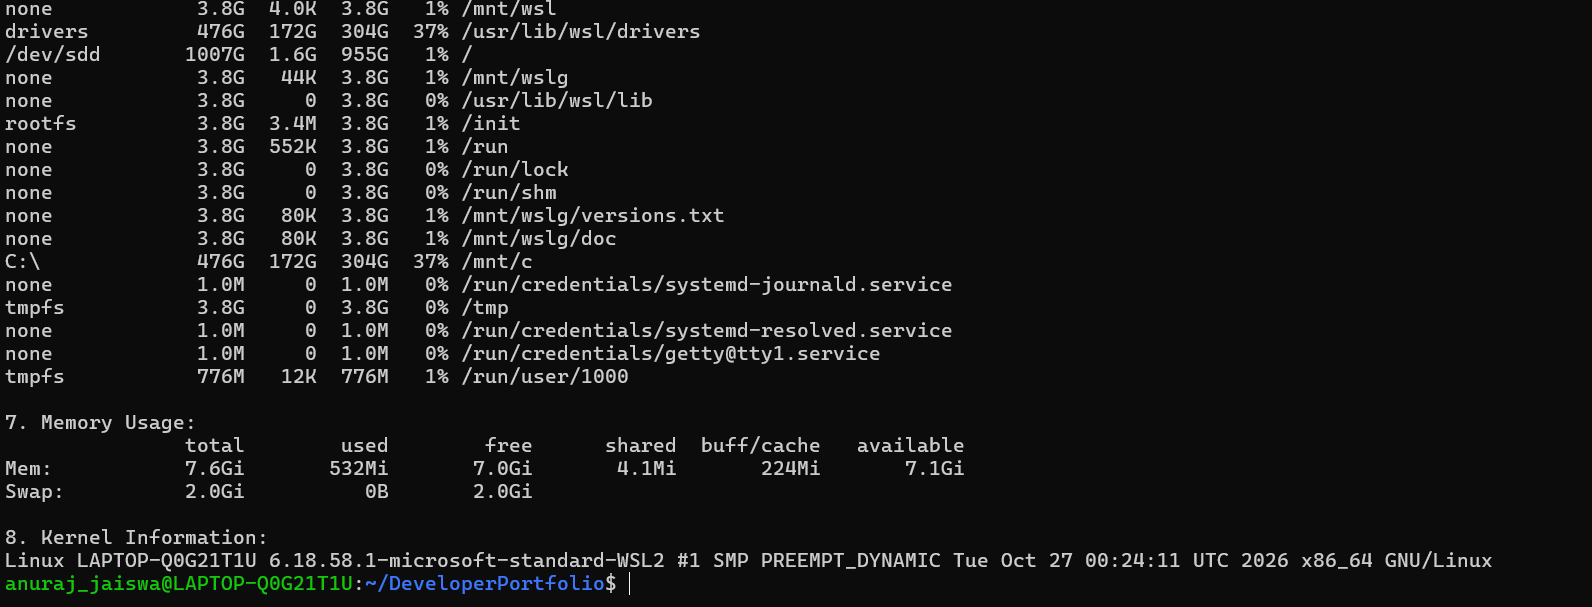 none            3.8G  4.0K  3.8G   1% /mnt/wsl
drivers         476G  172G  304G  37% /usr/lib/wsl/drivers
/dev/sdd       1007G  1.6G  955G   1% /
none            3.8G   44K  3.8G   1% /mnt/wslg
none            3.8G     0  3.8G   0% /usr/lib/wsl/lib
rootfs          3.8G  3.4M  3.8G   1% /init
none            3.8G  552K  3.8G   1% /run
none            3.8G     0  3.8G   0% /run/lock
none            3.8G     0  3.8G   0% /run/shm
none            3.8G   80K  3.8G   1% /mnt/wslg/versions.txt
none            3.8G   80K  3.8G   1% /mnt/wslg/doc
C:\             476G  172G  304G  37% /mnt/c
none            1.0M     0  1.0M   0% /run/credentials/systemd-journald.service
tmpfs           3.8G     0  3.8G   0% /tmp
none            1.0M     0  1.0M   0% /run/credentials/systemd-resolved.service
none            1.0M     0  1.0M   0% /run/credentials/getty@tty1.service
tmpfs           776M   12K  776M   1% /run/user/1000

7. Memory Usage:
               total        used        free      shared  buff/cache   available
Mem:           7.6Gi       532Mi       7.0Gi       4.1Mi       224Mi       7.1Gi
Swap:          2.0Gi          0B       2.0Gi

8. Kernel Information:
Linux LAPTOP-Q0G21T1U 6.18.58.1-microsoft-standard-WSL2 #1 SMP PREEMPT_DYNAMIC Tue Oct 27 00:24:11 UTC 2026 x86_64 GNU/Linux
anuraj_jaiswa@LAPTOP-Q0G21T1U:~/DeveloperPortfolio$